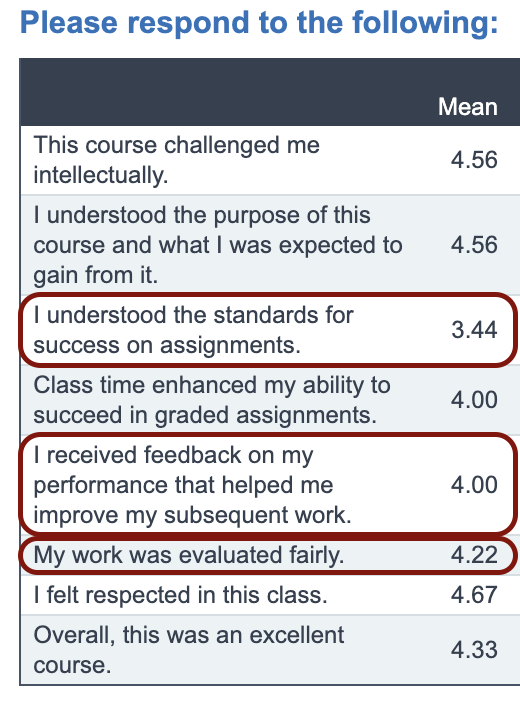 Please respond to the following:
Mean
This course challenged me
intellectually.
4.56
I understood the purpose of this
course and what I was expected to
gain from it.
4.56
I understood the standards for
success on assignments.
3.44
Class time enhanced my ability to
succeed in graded assignments.
4.00
I received feedback on my
performance that helped me
improve my subsequent work.
4.00
My work was evaluated fairly.
4.22
I felt respected in this class.
4.67
Overall, this was an excellent
course.
4.33